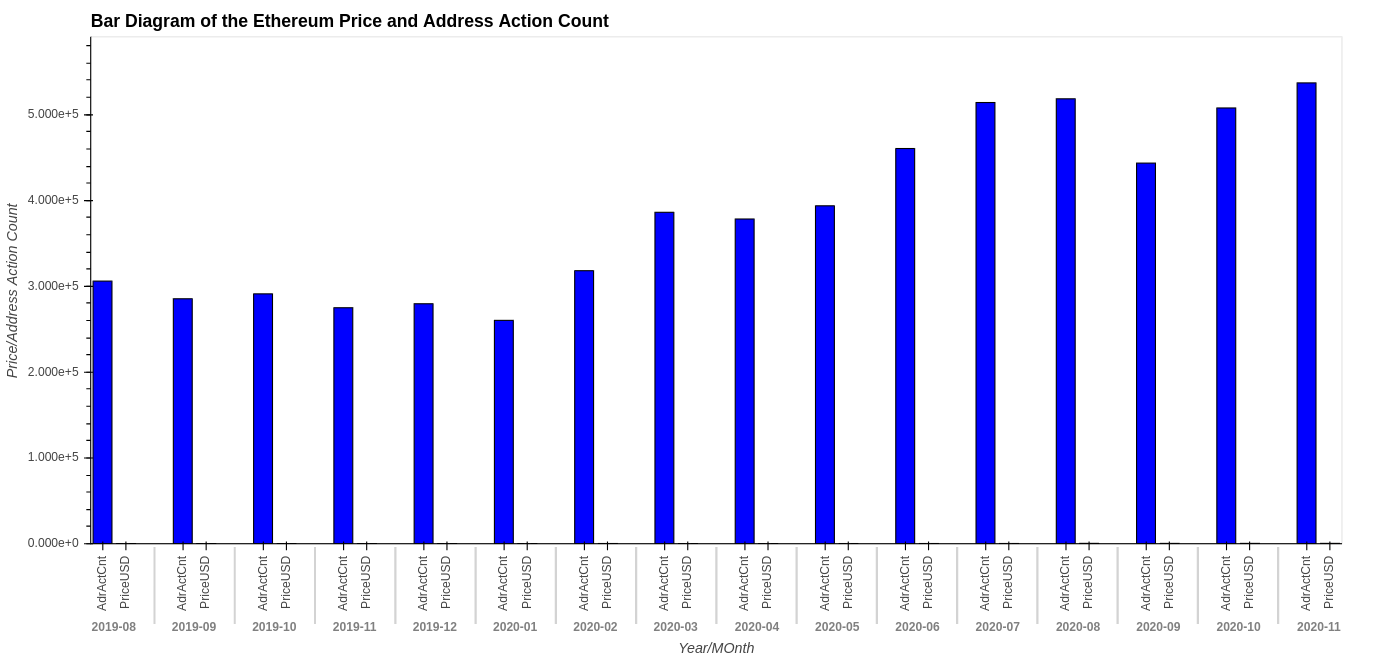 Bar Diagram of the Ethereum Price and Address Action Count
Price/Address Action Count
5.000e+5
4.000e+5
3.000e+5
2.000e+5
1.000e+5
0.000e+0
AdrActCnt PriceUSD AdrActCnt PriceUSD AdrActCnt PriceUSD AdrActCnt PriceUSD AdrActCnt PriceUSD AdrActCnt PriceUSD AdrActCnt PriceUSD AdrActCnt PriceUSD AdrActCnt PriceUSD AdrActCnt PriceUSD AdrActCnt PriceUSD AdrActCnt PriceUSD AdrActCnt PriceUSD AdrActCnt PriceUSD AdrActCnt PriceUSD AdrActCnt PriceUSD
2019-08 2019-09 2019-10 2019-11 2019-12 2020-01 2020-02 2020-03 2020-04 2020-05 2020-06 2020-07 2020-08 2020-09 2020-10 2020-11
Year/MOnth